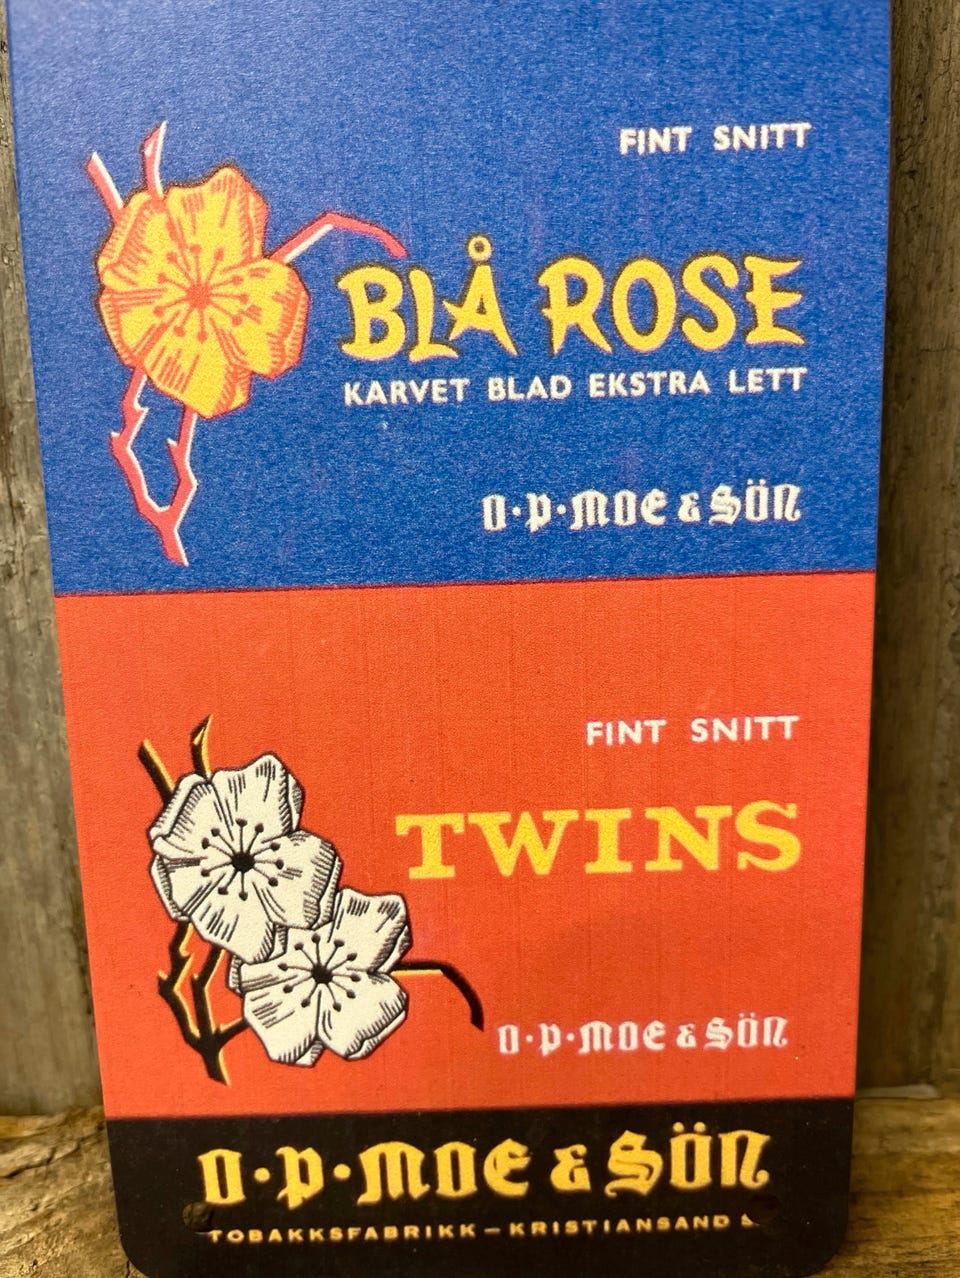 FINT SNITT
BLÅ ROSE
KARVET BLAD EKSTRA LETT
O·P·MOE & SÖN
FINT SNITT
TWINS
O·P·MOE & SÖN
O·P·MOE & SÖN
TOBAKKSFABRIKK – KRISTIANSAND